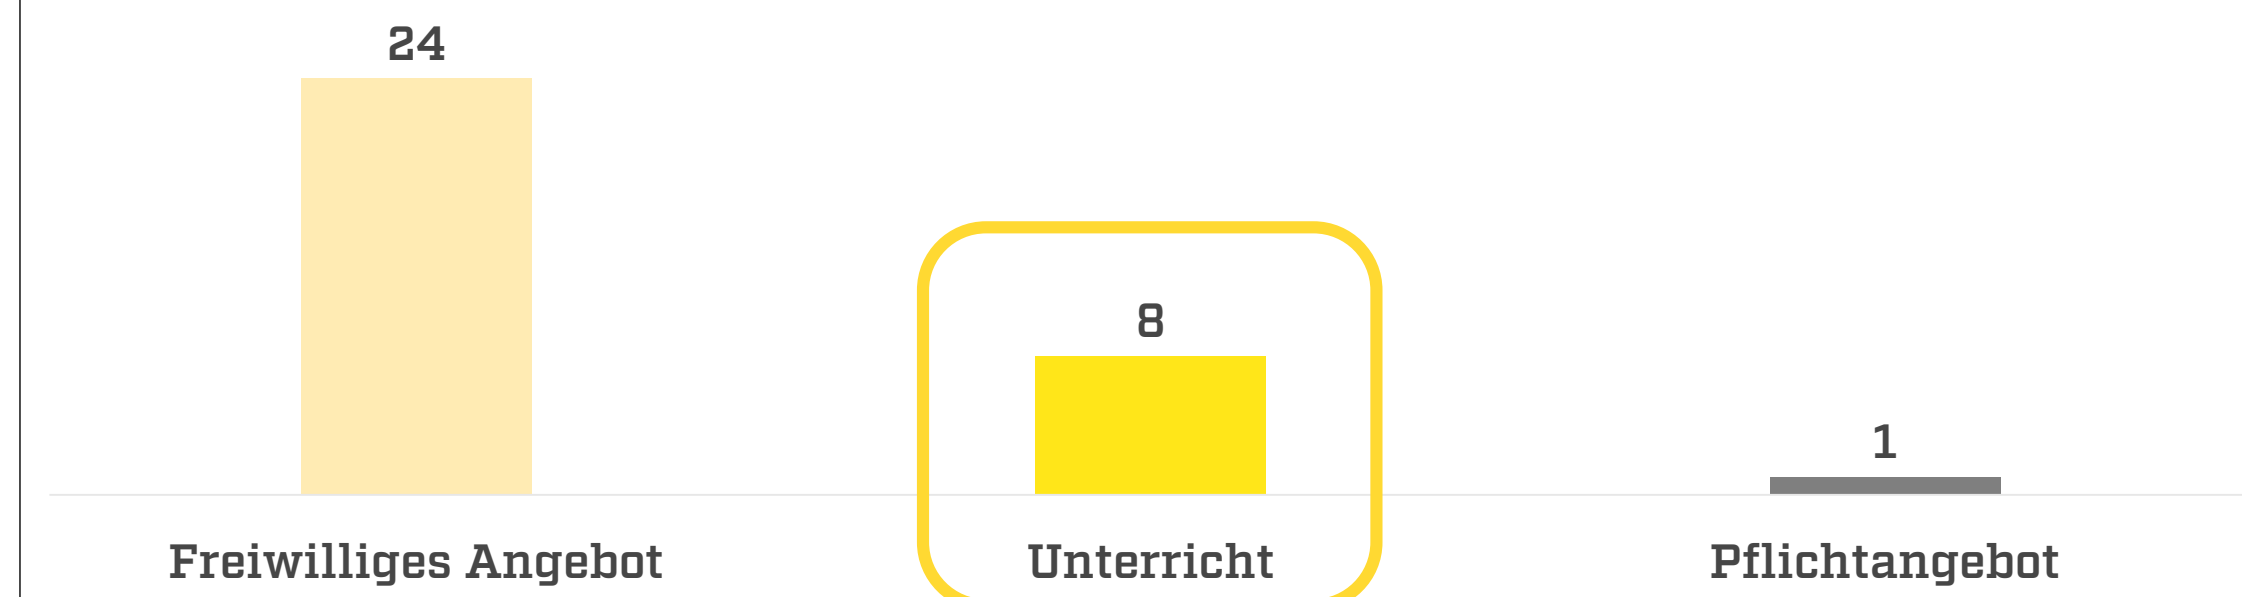 24
8
1
Freiwilliges Angebot
Unterricht
Pflichtangebot